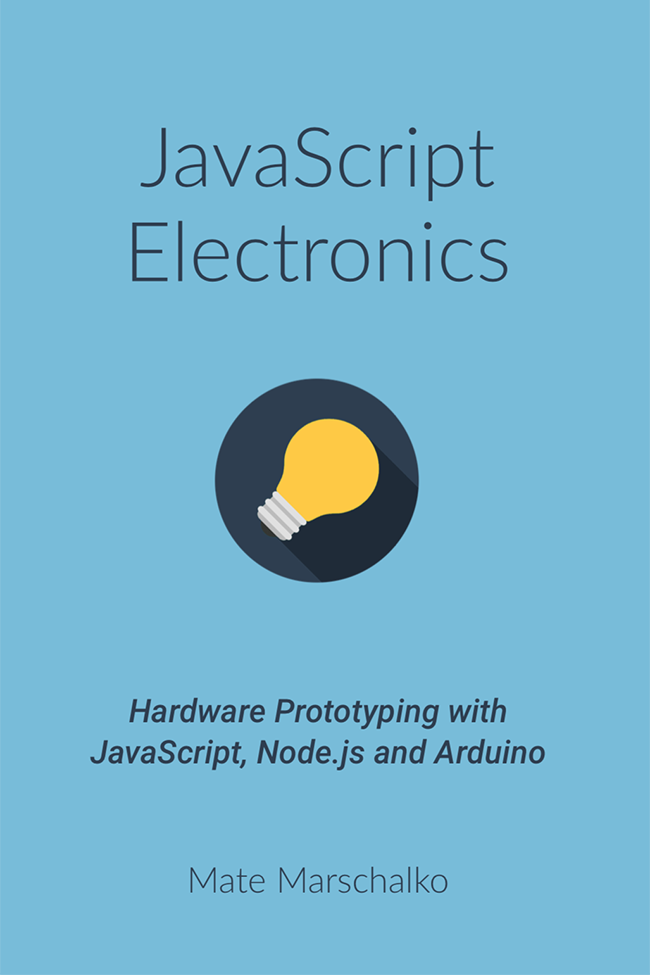 JavaScript
Electronics
Hardware Prototyping with
JavaScript, Node.js and Arduino
Mate Marschalko